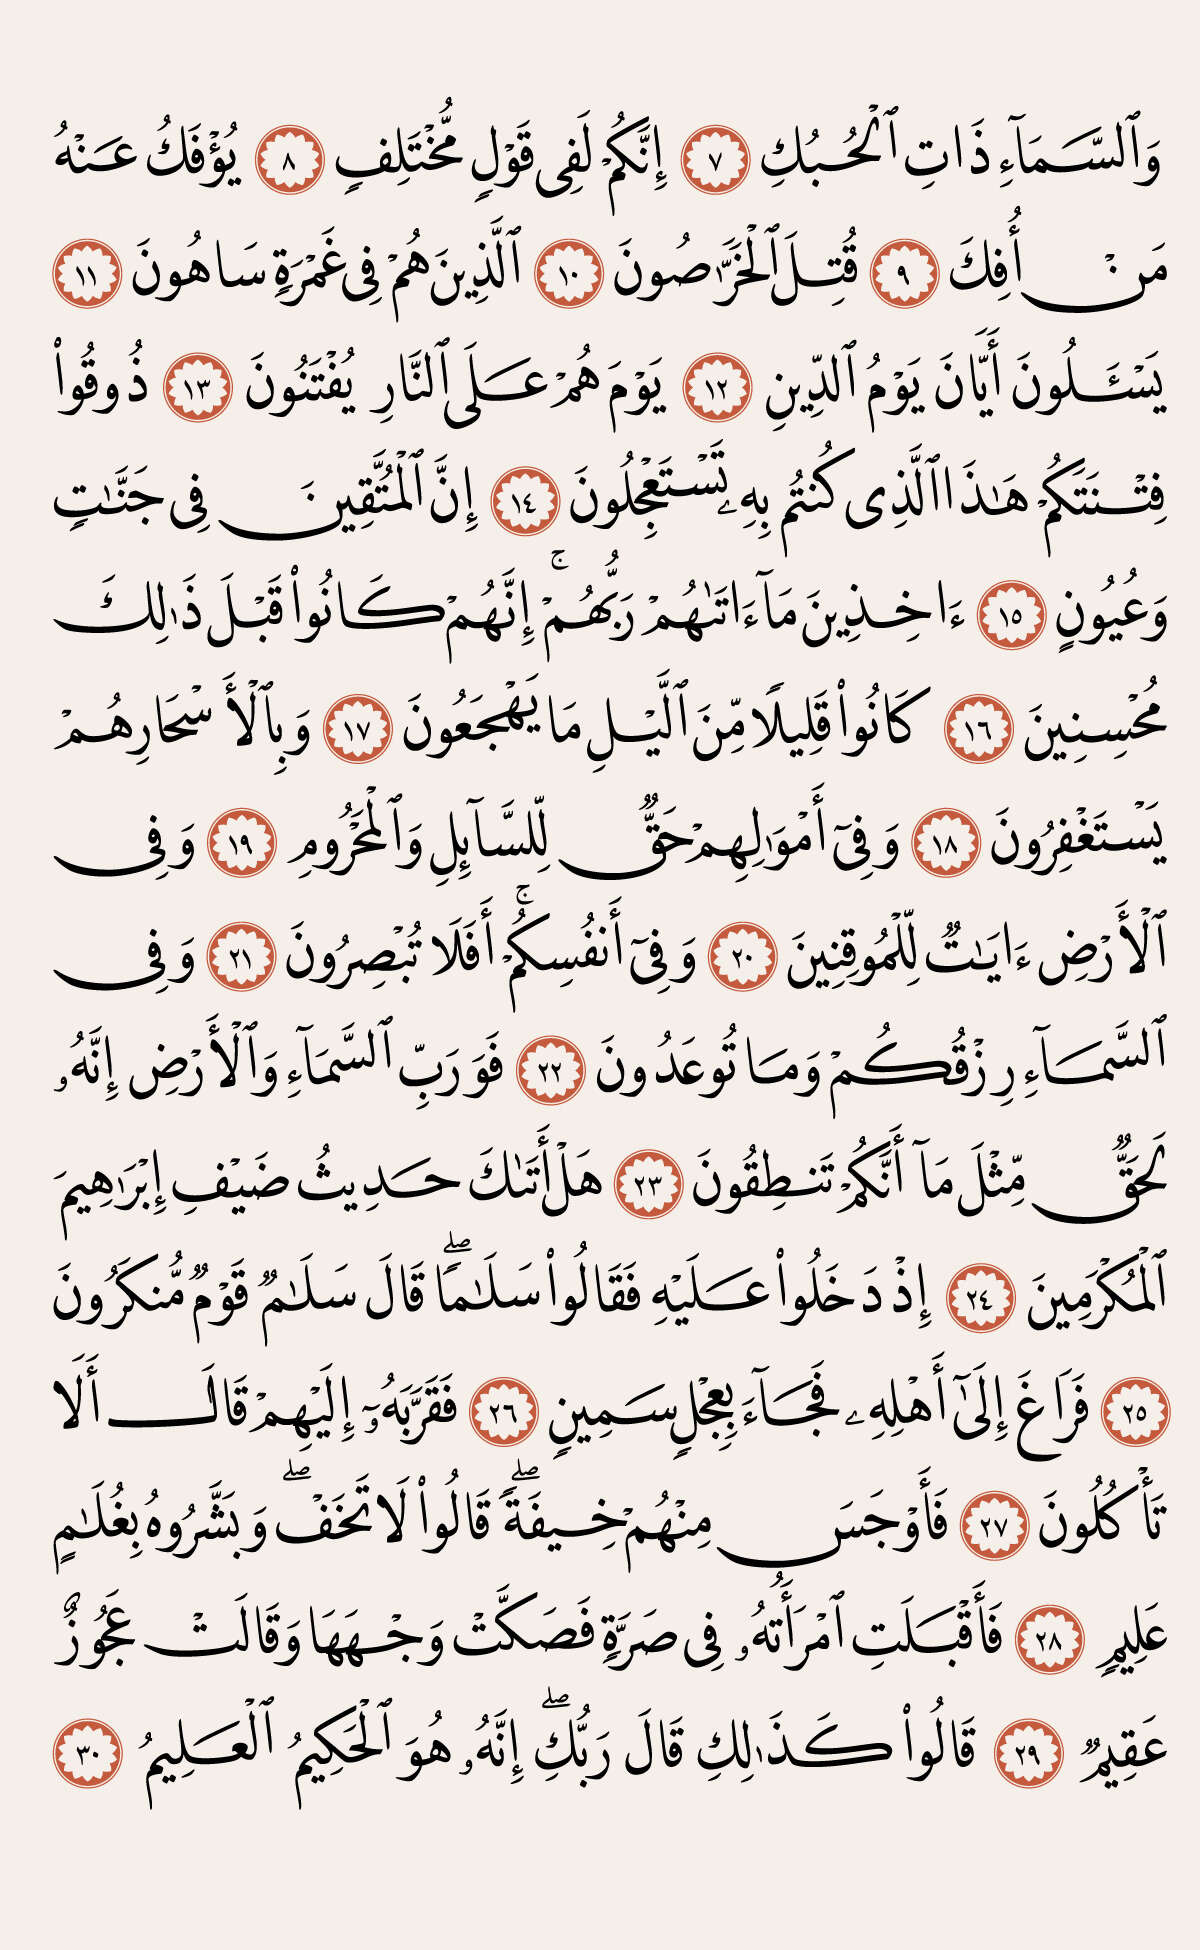 وَٱلسَّمَآءِ ذَاتِ ٱلْحُبُكِ ٧ إِنَّكُمْ لَفِى قَوْلٍ مُّخْتَلِفٍ ٨ يُؤْفَكُ عَنْهُ
مَنْ أُفِكَ ٩ قُتِلَ ٱلْخَرَّٰصُونَ ١٠ ٱلَّذِينَ هُمْ فِى غَمْرَةٍ سَاهُونَ ١١
يَسْـَٔلُونَ أَيَّانَ يَوْمُ ٱلدِّينِ ١٢ يَوْمَ هُمْ عَلَى ٱلنَّارِ يُفْتَنُونَ ١٣ ذُوقُوا۟
فِتْنَتَكُمْ هَـٰذَا ٱلَّذِى كُنتُم بِهِۦ تَسْتَعْجِلُونَ ١٤ إِنَّ ٱلْمُتَّقِينَ فِى جَنَّـٰتٍ
وَعُيُونٍ ١٥ ءَاخِذِينَ مَآ ءَاتَىٰهُمْ رَبُّهُمْ ۚ إِنَّهُمْ كَانُوا۟ قَبْلَ ذَٰلِكَ
مُحْسِنِينَ ١٦ كَانُوا۟ قَلِيلًا مِّنَ ٱلَّيْلِ مَا يَهْجَعُونَ ١٧ وَبِٱلْأَسْحَارِ هُمْ
يَسْتَغْفِرُونَ ١٨ وَفِىٓ أَمْوَٰلِهِمْ حَقٌّ لِّلسَّآئِلِ وَٱلْمَحْرُومِ ١٩ وَفِى
ٱلْأَرْضِ ءَايَـٰتٌ لِّلْمُوقِنِينَ ٢٠ وَفِىٓ أَنفُسِكُمْ ۚ أَفَلَا تُبْصِرُونَ ٢١ وَفِى
ٱلسَّمَآءِ رِزْقُكُمْ وَمَا تُوعَدُونَ ٢٢ فَوَرَبِّ ٱلسَّمَآءِ وَٱلْأَرْضِ إِنَّهُۥ
لَحَقٌّ مِّثْلَ مَآ أَنَّكُمْ تَنطِقُونَ ٢٣ هَلْ أَتَىٰكَ حَدِيثُ ضَيْفِ إِبْرَٰهِيمَ
ٱلْمُكْرَمِينَ ٢٤ إِذْ دَخَلُوا۟ عَلَيْهِ فَقَالُوا۟ سَلَـٰمًا ۖ قَالَ سَلَـٰمٌ قَوْمٌ مُّنكَرُونَ
٢٥ فَرَاغَ إِلَىٰٓ أَهْلِهِۦ فَجَآءَ بِعِجْلٍ سَمِينٍ ٢٦ فَقَرَّبَهُۥٓ إِلَيْهِمْ قَالَ أَلَا
تَأْكُلُونَ ٢٧ فَأَوْجَسَ مِنْهُمْ خِيفَةً ۖ قَالُوا۟ لَا تَخَفْ ۖ وَبَشَّرُوهُ بِغُلَـٰمٍ
عَلِيمٍ ٢٨ فَأَقْبَلَتِ ٱمْرَأَتُهُۥ فِى صَرَّةٍ فَصَكَّتْ وَجْهَهَا وَقَالَتْ عَجُوزٌ
عَقِيمٌ ٢٩ قَالُوا۟ كَذَٰلِكِ قَالَ رَبُّكِ ۖ إِنَّهُۥ هُوَ ٱلْحَكِيمُ ٱلْعَلِيمُ ٣٠